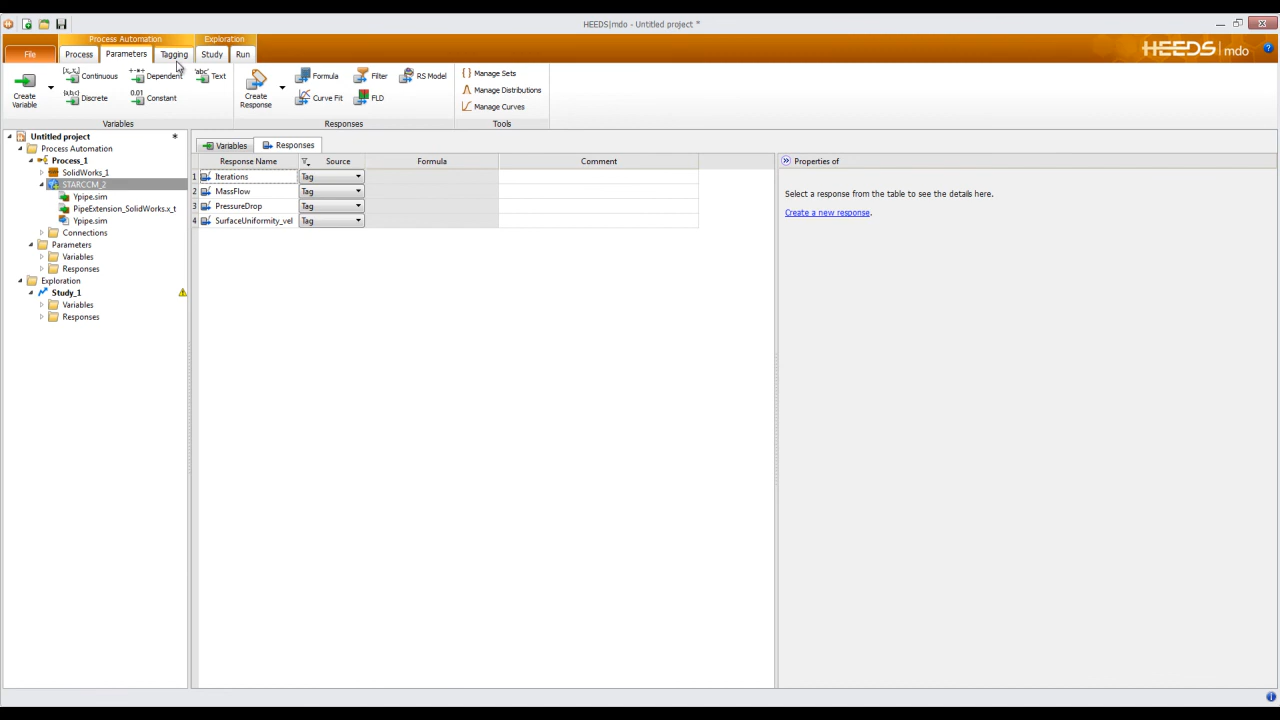 HEEDS|mdo - Untitled project *
Process Automation Exploration
File Process Parameters Tagging Study Run
HEEDS | mdo
Create Variable
Continuous
Discrete
Dependent
0.01
Constant
Text
Variables
Create Response
Formula
Curve Fit
Filter
FLD
RS Model
Responses
Manage Sets
Manage Distributions
Manage Curves
Tools
Untitled project *
Process Automation
Process_1
SolidWorks_1
STARCCM_2
Ypipe.sim
PipeExtension_SolidWorks.x_t
Ypipe.sim
Connections
Parameters
Variables
Responses
Exploration
Study_1
Variables
Responses
Variables Responses
Response Name Source Formula Comment
1 Iterations Tag
2 MassFlow Tag
3 PressureDrop Tag
4 SurfaceUniformity_vel Tag
Properties of
Select a response from the table to see the details here.
Create a new response.